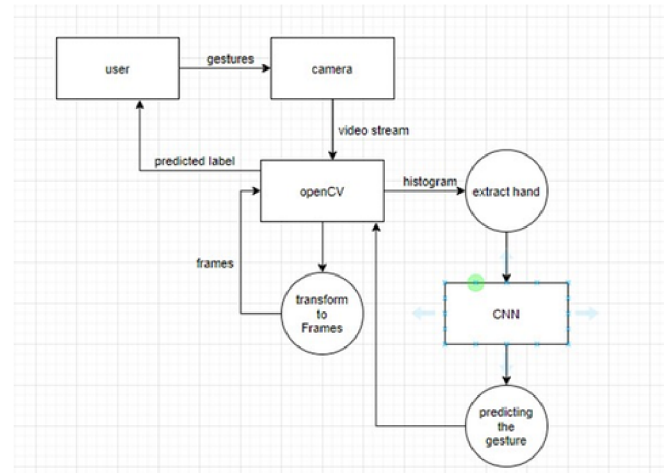 user
gestures
camera
video stream
predicted label
openCV
histogram
extract hand
frames
transform
to
Frames
CNN
predicting
the
gesture